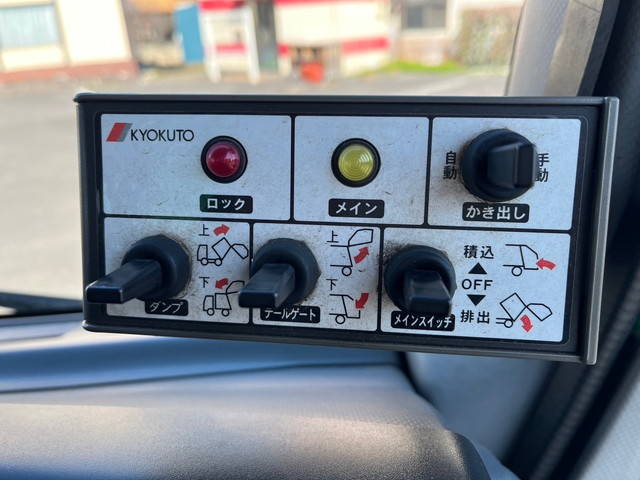 KYOKUTO
ロック
メイン
自動
手動
かき出し
上
下
ダンプ
上
下
テールゲート
積込
OFF
排出
メインスイッチ